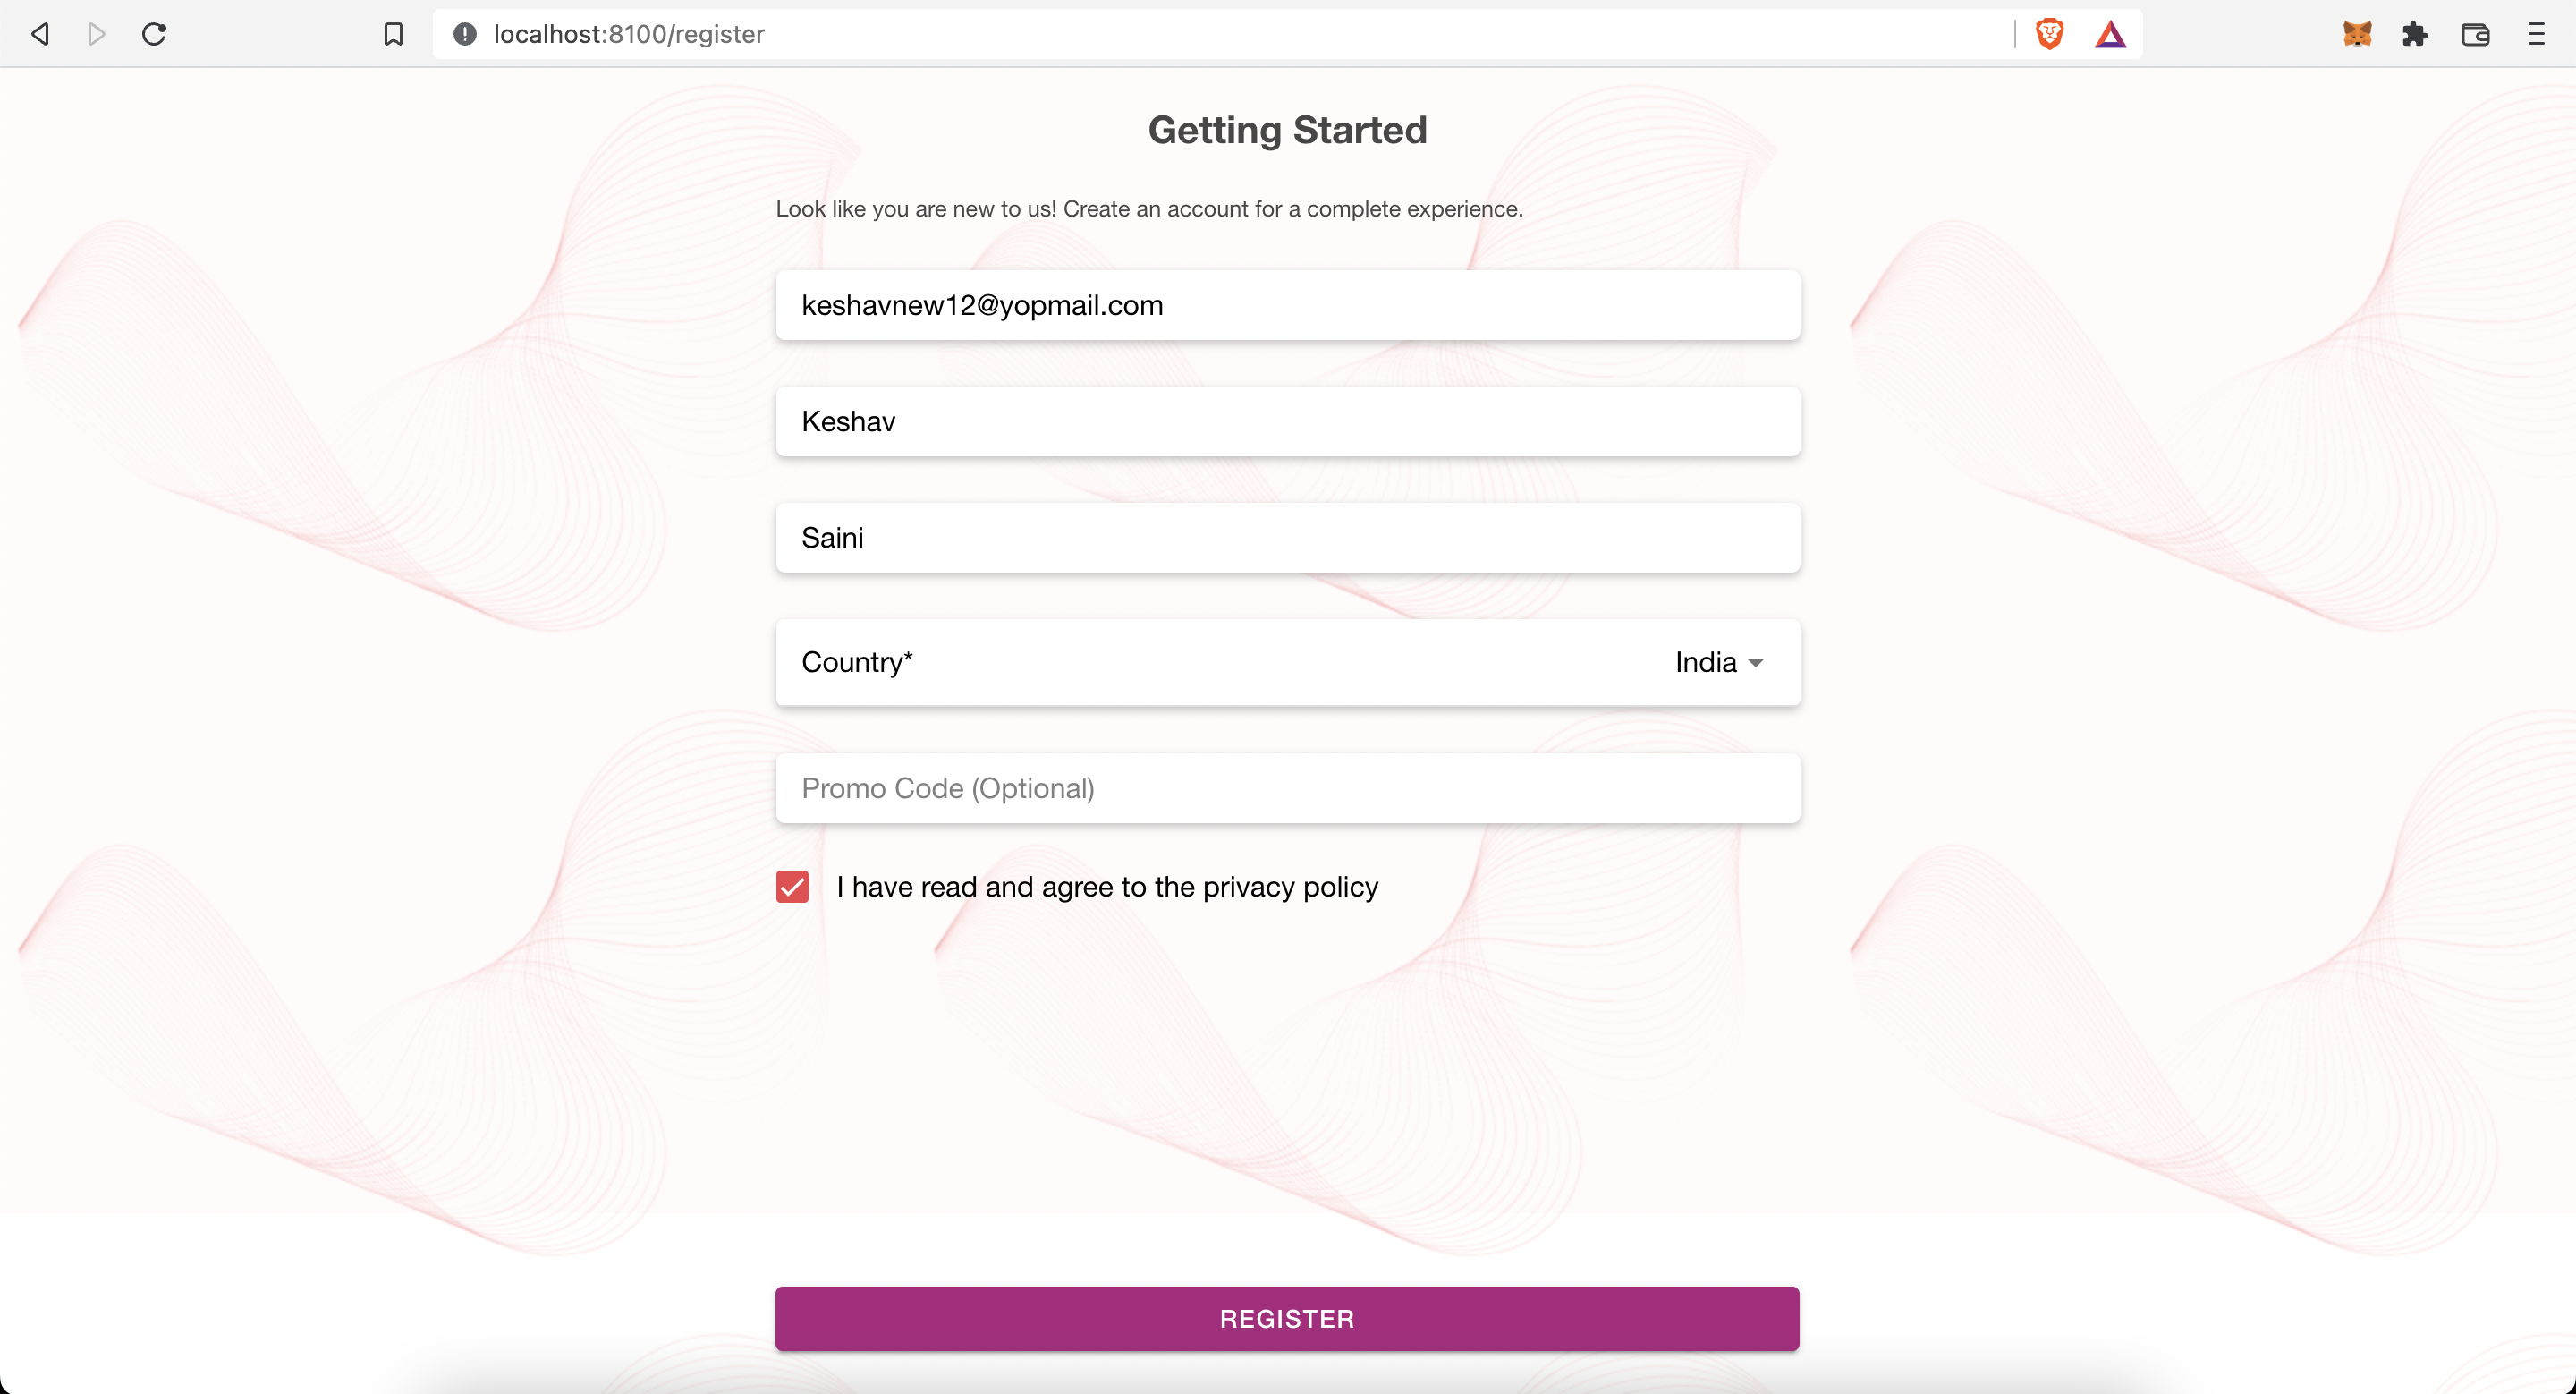 localhost:8100/register
Getting Started
Look like you are new to us! Create an account for a complete experience.
keshavnew12@yopmail.com
Keshav
Saini
Country* India
Promo Code (Optional)
I have read and agree to the privacy policy
REGISTER